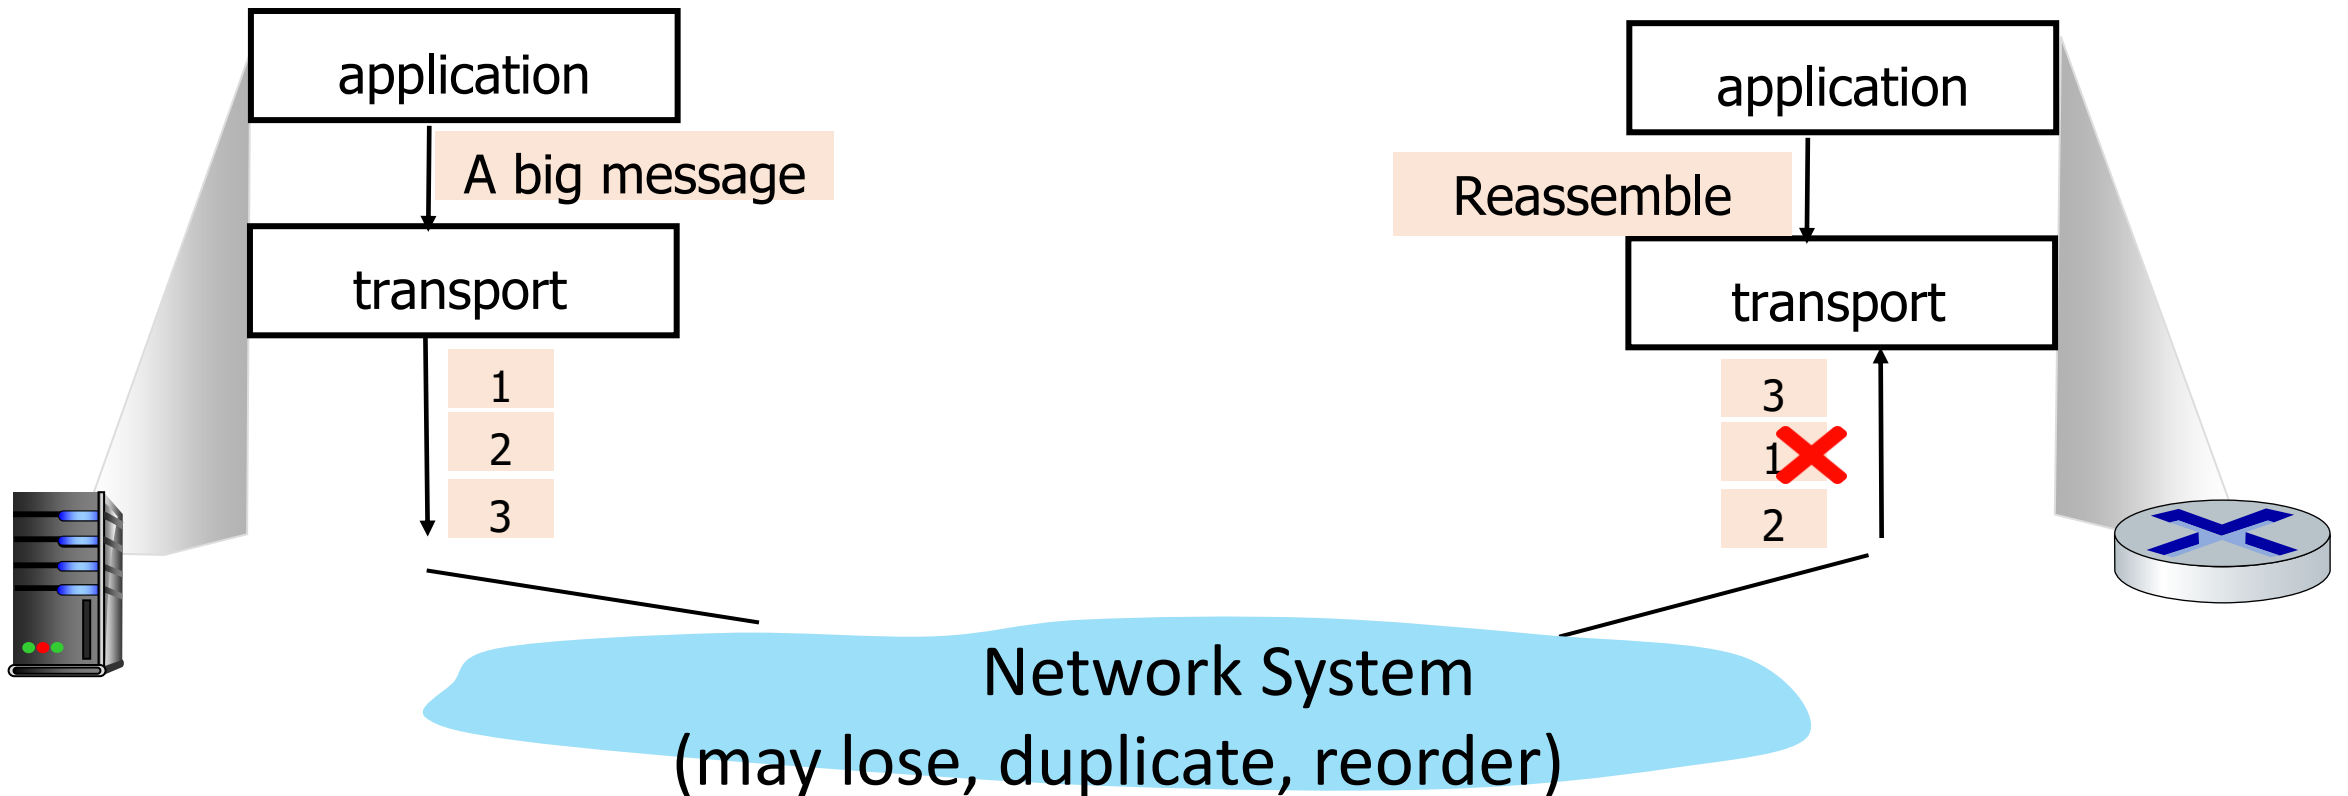 application
A big message
transport
1
2
3
application
Reassemble
transport
3
1
2
Network System
(may lose, duplicate, reorder)